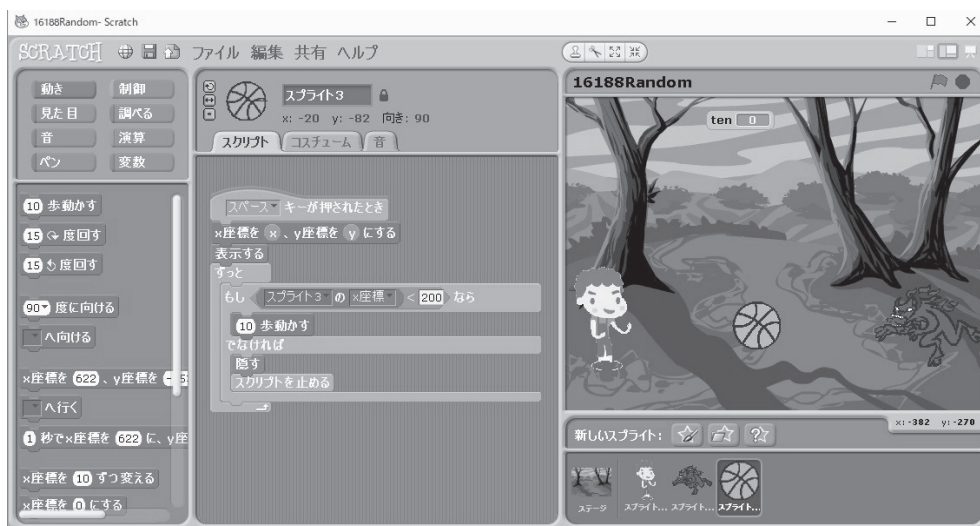 16188Random- Scratch
SCRATCH ファイル 編集 共有 ヘルプ
動き 制御
見た目 調べる
音 演算
ペン 変数
10 歩動かす
15 度回す
15 度回す
90 度に向ける
へ向ける
x座標を 622 、y座標を
へ行く
1 秒でx座標を 622 に、y座
x座標を 10 ずつ変える
x座標を 0 にする
スプライト3
x: -20 y: -82 向き: 90
スクリプト コスチューム 音
スペース キーが押されたとき
x座標を x 、y座標を y にする
表示する
ずっと
もし スプライト3 の x座標 < 200 なら
10 歩動かす
でなければ
隠す
スクリプトを止める
16188Random
ten 0
x: -382 y: -270
新しいスプライト:
ステージ スプライト... スプライト... スプライト...